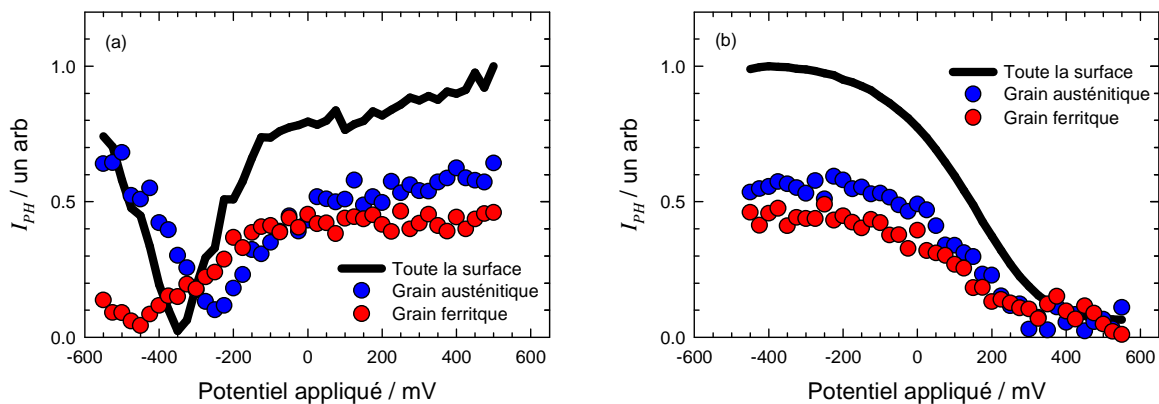 (a)
1.0
0.5
0.0
I_PH / un arb
Toute la surface
Grain austénitique
Grain ferritque
-600 -400 -200 0 200 400 600
Potentiel appliqué / mV
(b)
1.0
0.5
0.0
I_PH / un arb
Toute la surface
Grain austénitique
Grain ferritque
-600 -400 -200 0 200 400 600
Potentiel appliqué / mV